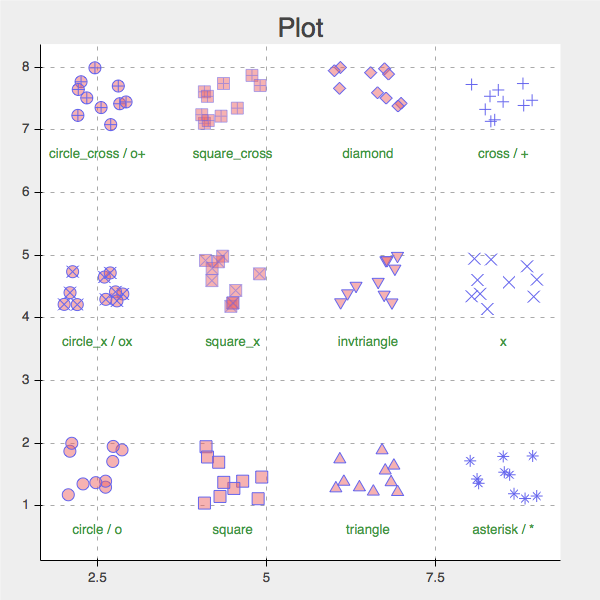 Plot
8
7
circle_cross / o+ square_cross diamond cross / +
6
5
4
circle_x / ox square_x invtriangle x
3
2
1
circle / o square triangle asterisk / *
2.5 5 7.5